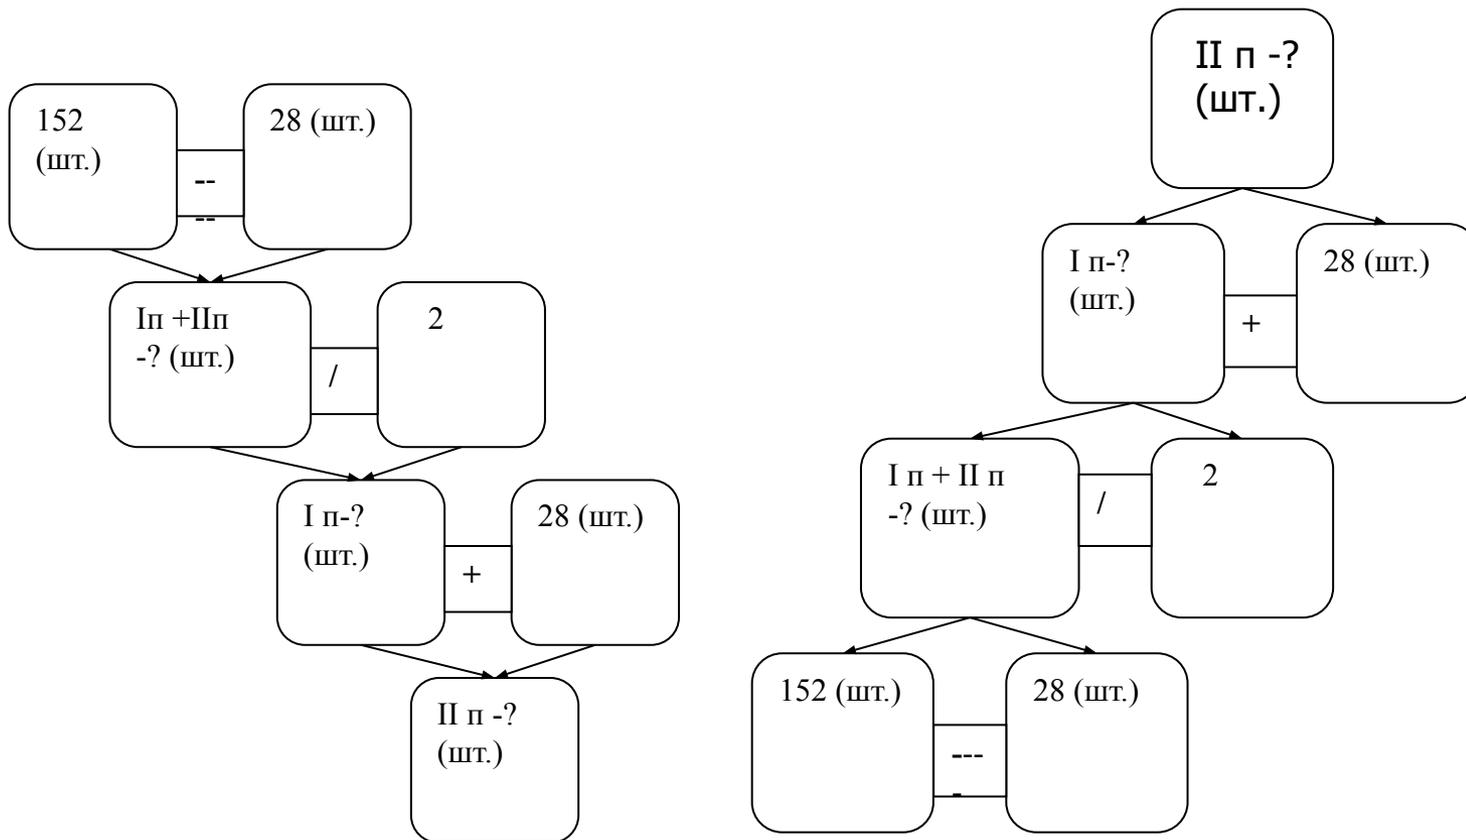 152
(шт.)
28 (шт.)
--
--
Iп +IIп
-? (шт.)
/
2
I п-?
(шт.)
+
28 (шт.)
II п -?
(шт.)
II п -?
(шт.)
I п-?
(шт.)
+
28 (шт.)
I п + II п
-? (шт.)
/
2
152 (шт.)
---
-
28 (шт.)